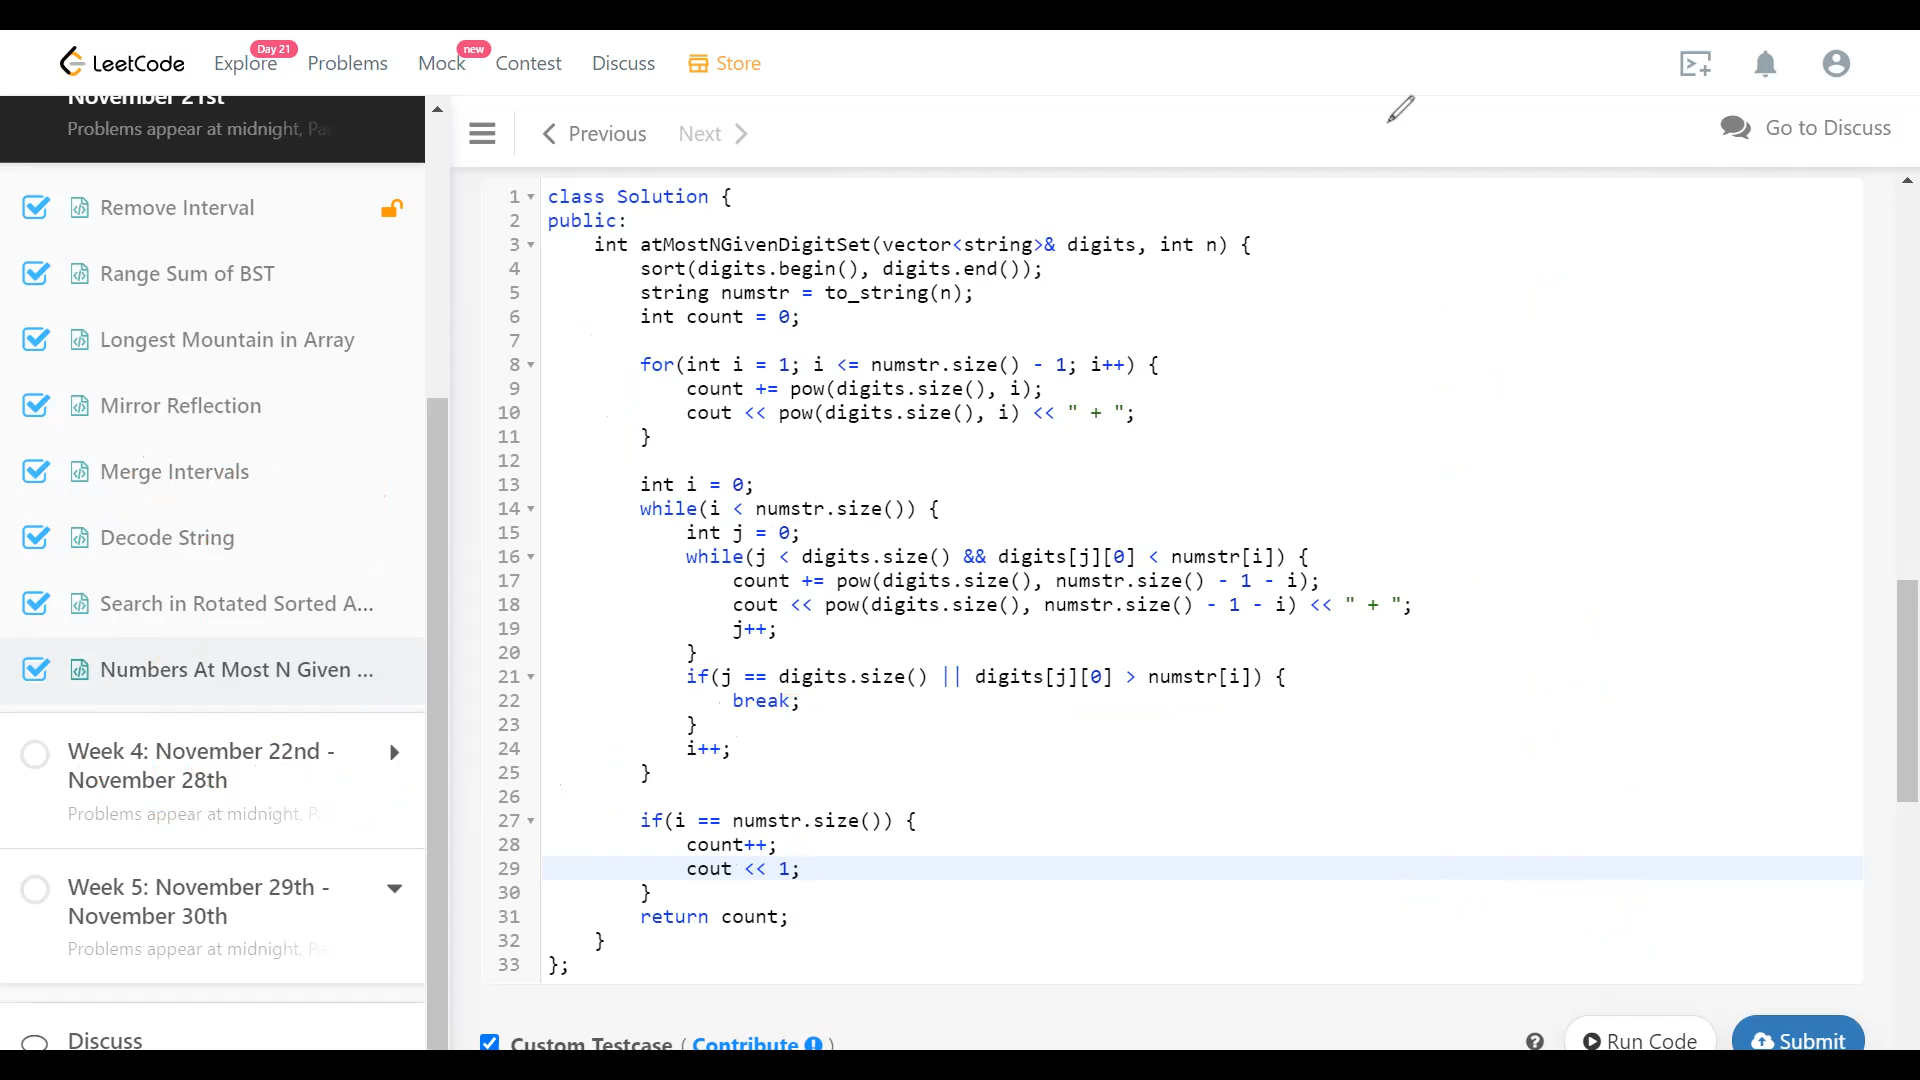 LeetCode
Explore
Day 21
Problems
Mock
new
Contest
Discuss
Store
November 21st
Problems appear at midnight,
Remove Interval
Range Sum of BST
Longest Mountain in Array
Mirror Reflection
Merge Intervals
Decode String
Search in Rotated Sorted A...
Numbers At Most N Given ...
Week 4: November 22nd -
November 28th
Problems appear at midnight,
Week 5: November 29th -
November 30th
Problems appear at midnight,
Discuss
Previous
Next
Go to Discuss
1 class Solution {
2 public:
3     int atMostNGivenDigitSet(vector<string>& digits, int n) {
4         sort(digits.begin(), digits.end());
5         string numstr = to_string(n);
6         int count = 0;
7
8         for(int i = 1; i <= numstr.size() - 1; i++) {
9             count += pow(digits.size(), i);
10             cout << pow(digits.size(), i) << " + ";
11         }
12
13         int i = 0;
14         while(i < numstr.size()) {
15             int j = 0;
16             while(j < digits.size() && digits[j][0] < numstr[i]) {
17                 count += pow(digits.size(), numstr.size() - 1 - i);
18                 cout << pow(digits.size(), numstr.size() - 1 - i) << " + ";
19                 j++;
20             }
21             if(j == digits.size() || digits[j][0] > numstr[i]) {
22                 break;
23             }
24             i++;
25         }
26
27         if(i == numstr.size()) {
28             count++;
29             cout << 1;
30         }
31         return count;
32     }
33 };
Custom Testcase ( Contribute )
Run Code
Submit